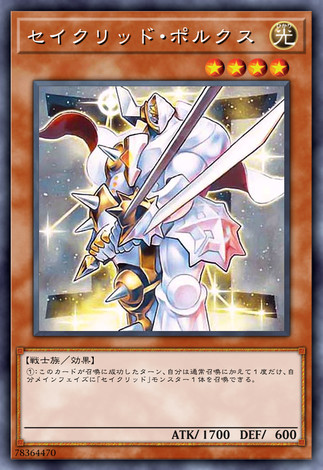 セイクリッド・ポルクス
光
【戦士族／効果】
①：このカードが召喚に成功したターン、自分は通常召喚に加えて１度だけ、自
分メインフェイズに「セイクリッド」モンスター１体を召喚できる。
ATK/ 1700 DEF/ 600
78364470